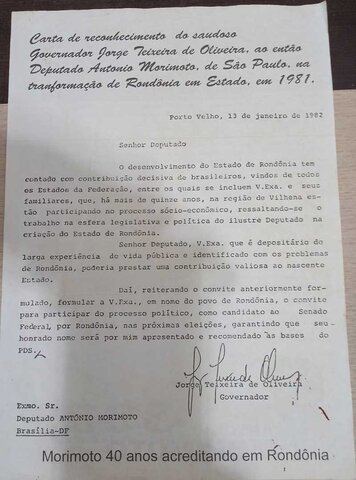 Carta de reconhecimento do saudoso
Governador Jorge Teixeira de Oliveira, ao então
Deputado Antonio Morimoto, de São Paulo, na
tranformação de Rondônia em Estado, em 1981.
Porto Velho, 13 de janeiro de 1982
Senhor Deputado
O desenvolvimento do Estado de Rondônia tem
contado com contribuição decisiva de brasileiros, vindos de todos
os Estados da Federação, entre os quais se incluem V.Exa. e seus
familiares, que, há mais de quinze anos, na região de Vilhena es-
tão participando no processo sócio-econômico, ressaltando-se o
trabalho na esfera legislativa e política do ilustre Deputado na
criação do Estado de Rondônia.
Senhor Deputado, V.Exa. que é depositário de
larga experiência de vida pública e identificado com os problemas
de Rondônia, poderia prestar uma contribuição valiosa ao nascente
Estado.
Daí, reiterando o convite anteriormente for-
mulado, formular a V.Exa., em nome do povo de Rondônia, o convite
para participar do processo político, como candidato ao Senado
Federal, por Rondônia, nas próximas eleições, garantindo que seu
honrado nome será por mim apresentado e recomendado às bases do
PDS.
Jorge Teixeira de Oliveira
Governador
Exmo. Sr.
Deputado ANTÔNIO MORIMOTO
Brasília-DF
Morimoto 40 anos acreditando em Rondônia